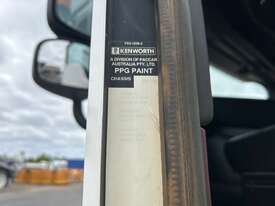 KENWORTH
A DIVISION OF PACCAR
AUSTRALIA PTY. LTD.
PPG PAINT
CHASSIS